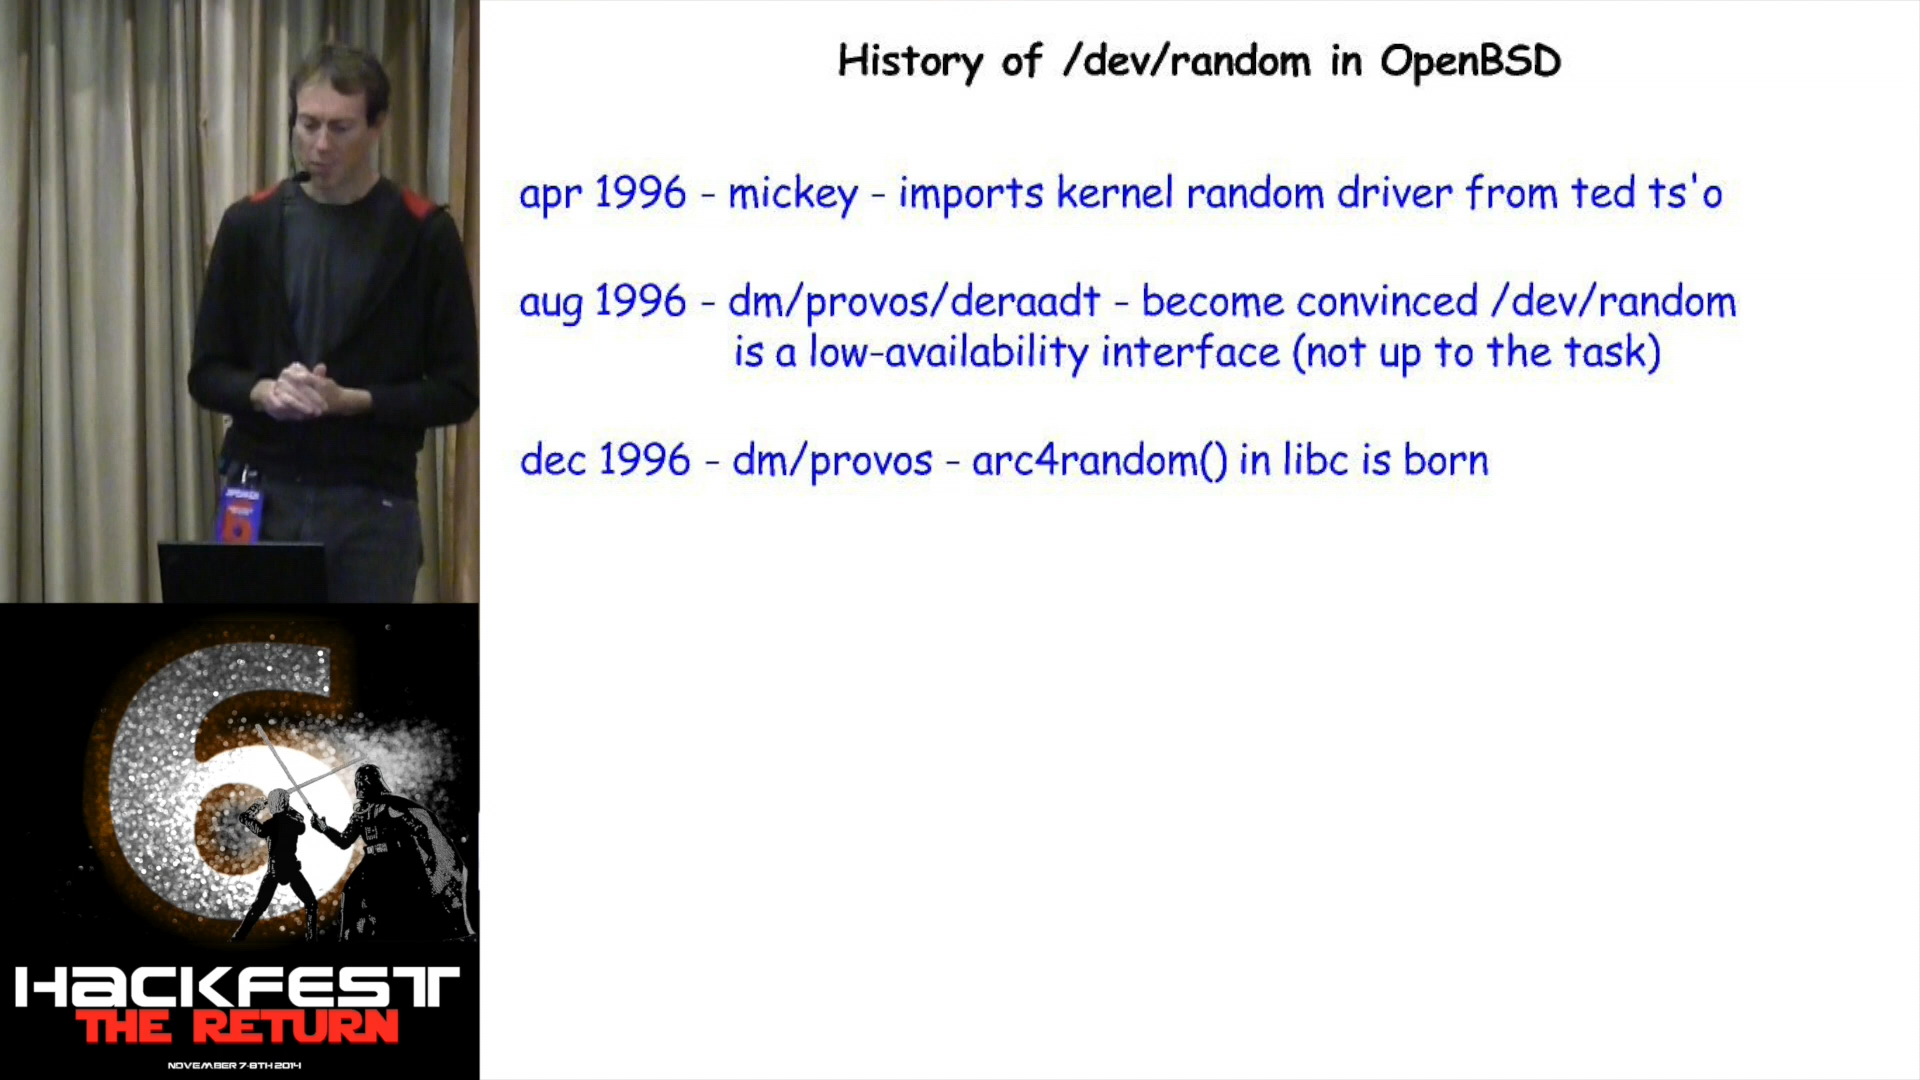 History of /dev/random in OpenBSD
apr 1996 - mickey - imports kernel random driver from ted ts'o
aug 1996 - dm/provos/deraadt - become convinced /dev/random
is a low-availability interface (not up to the task)
dec 1996 - dm/provos - arc4random() in libc is born
6
HACKFEST
THE RETURN
NOVEMBER 7-8TH 2014